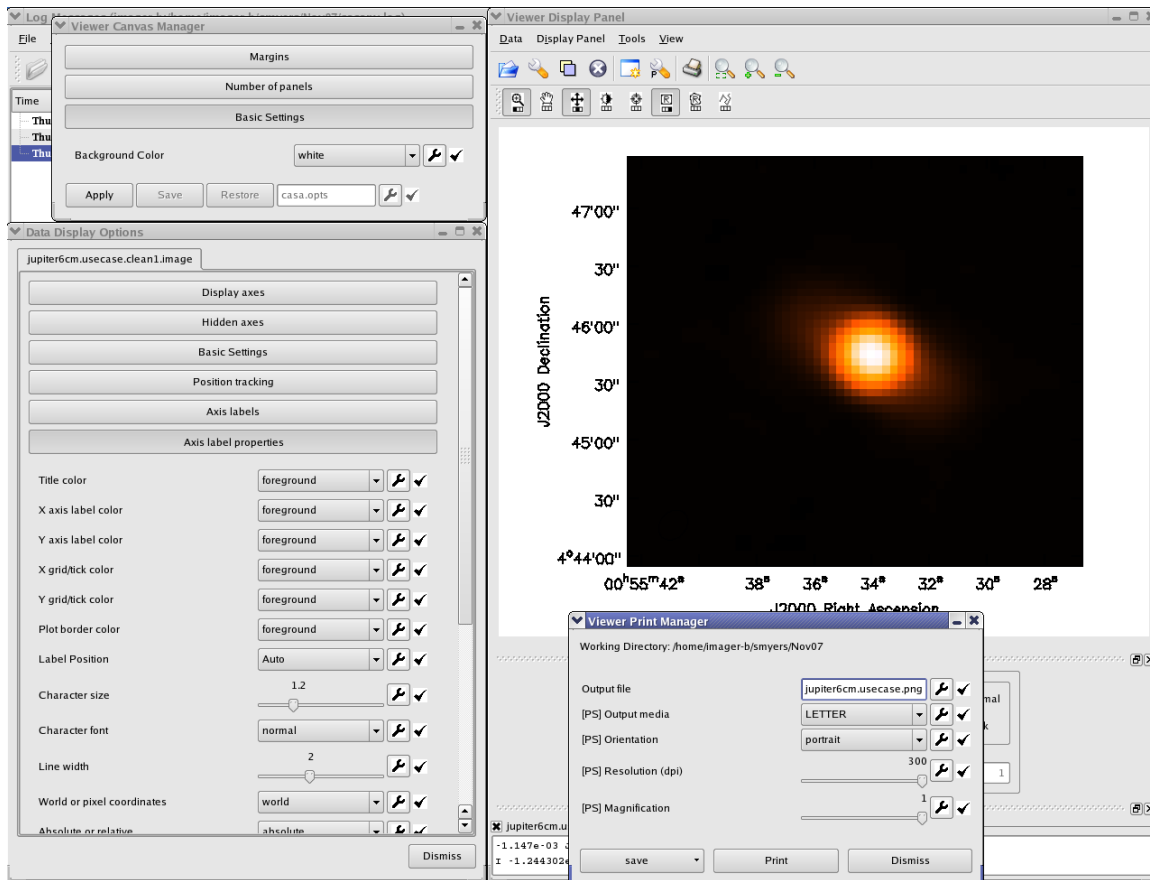 Viewer Canvas Manager
File
Time
Thu
Thu
Thu
Margins
Number of panels
Basic Settings
Background Color
white
Apply
Save
Restore
casa.opts
Data Display Options
jupiter6cm.usecase.clean1.image
Display axes
Hidden axes
Basic Settings
Position tracking
Axis labels
Axis label properties
Title color foreground
X axis label color foreground
Y axis label color foreground
X grid/tick color foreground
Y grid/tick color foreground
Plot border color foreground
Label Position Auto
Character size 1.2
Character font normal
Line width 2
World or pixel coordinates world
Absolute or relative absolute
Dismiss
Viewer Display Panel
Data Display Panel Tools View
47'00"
30"
46'00"
30"
45'00"
30"
4°44'00"
J2000 Declination
00h55m42s 38s 36s 34s 32s 30s 28s
J2000 Right Ascension
Viewer Print Manager
Working Directory: /home/imager-b/smyers/Nov07
Output file jupiter6cm.usecase.png
[PS] Output media LETTER
[PS] Orientation portrait
[PS] Resolution (dpi) 300
[PS] Magnification 1
save Print Dismiss
1
jupiter6cm.u
-1.147e-03
I -1.244302e